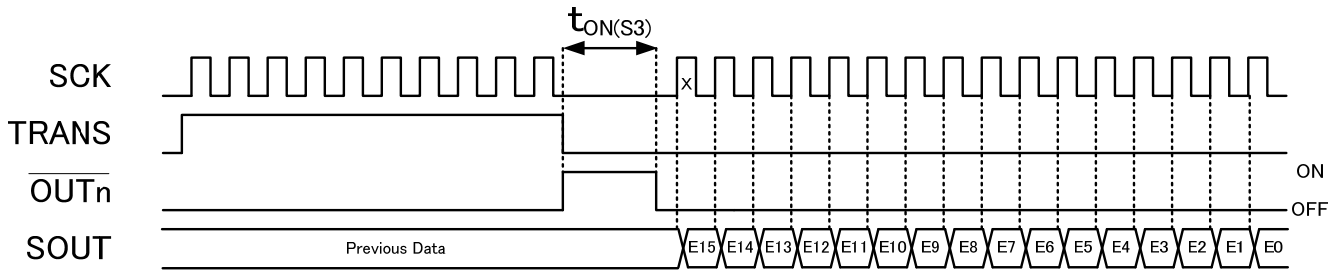 tON(S3)
SCK
X
TRANS
OUTn
ON
OFF
SOUT
Previous Data
E15 E14 E13 E12 E11 E10 E9 E8 E7 E6 E5 E4 E3 E2 E1 E0